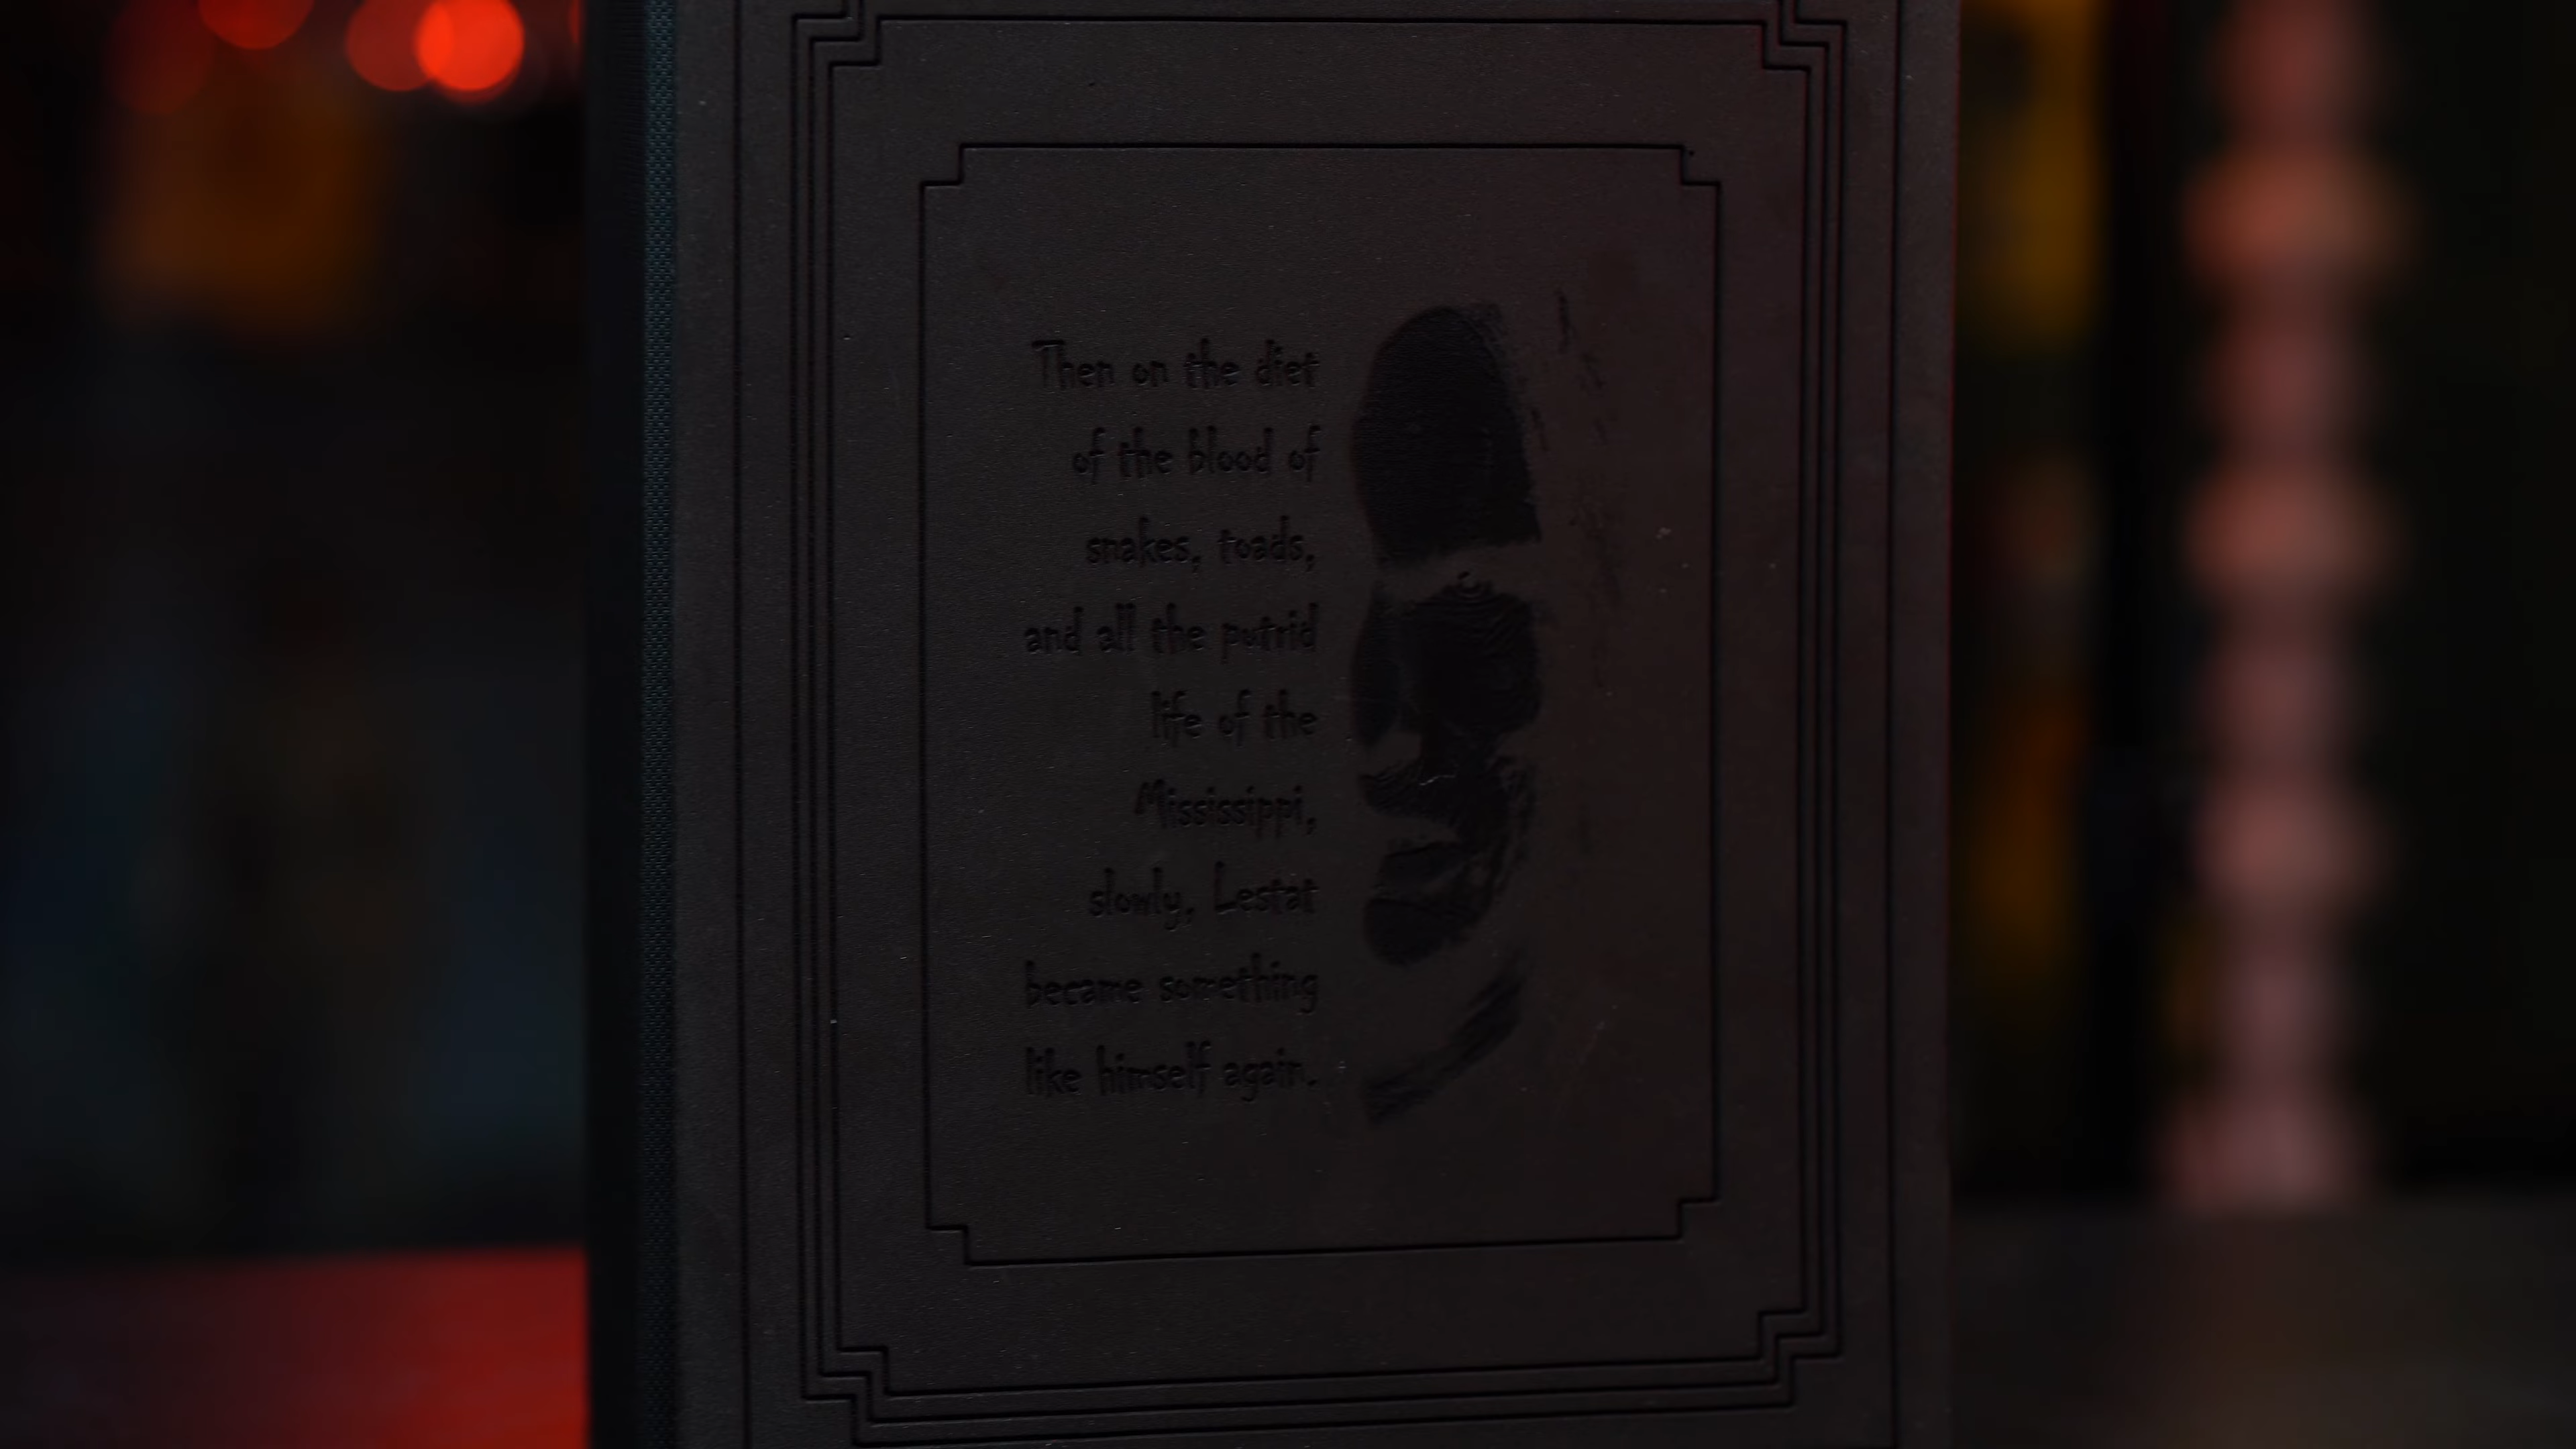 Then on the diet
of the blood of
snakes, toads,
and all the putrid
life of the
Mississippi,
slowly, Lestat
became something
like himself again.